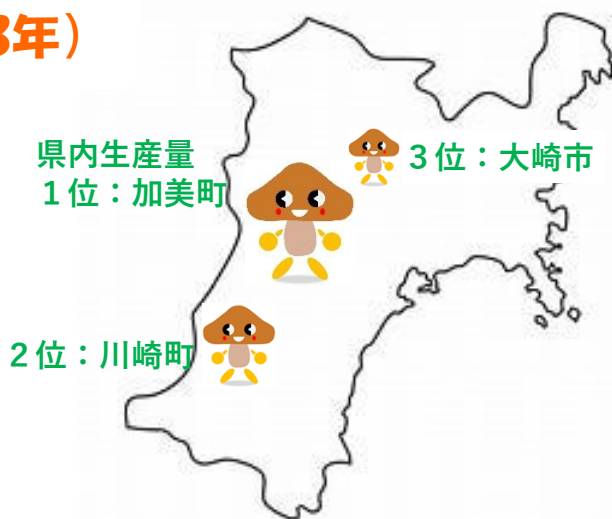 3年）
県内生産量
１位：加美町
３位：大崎市
２位：川崎町